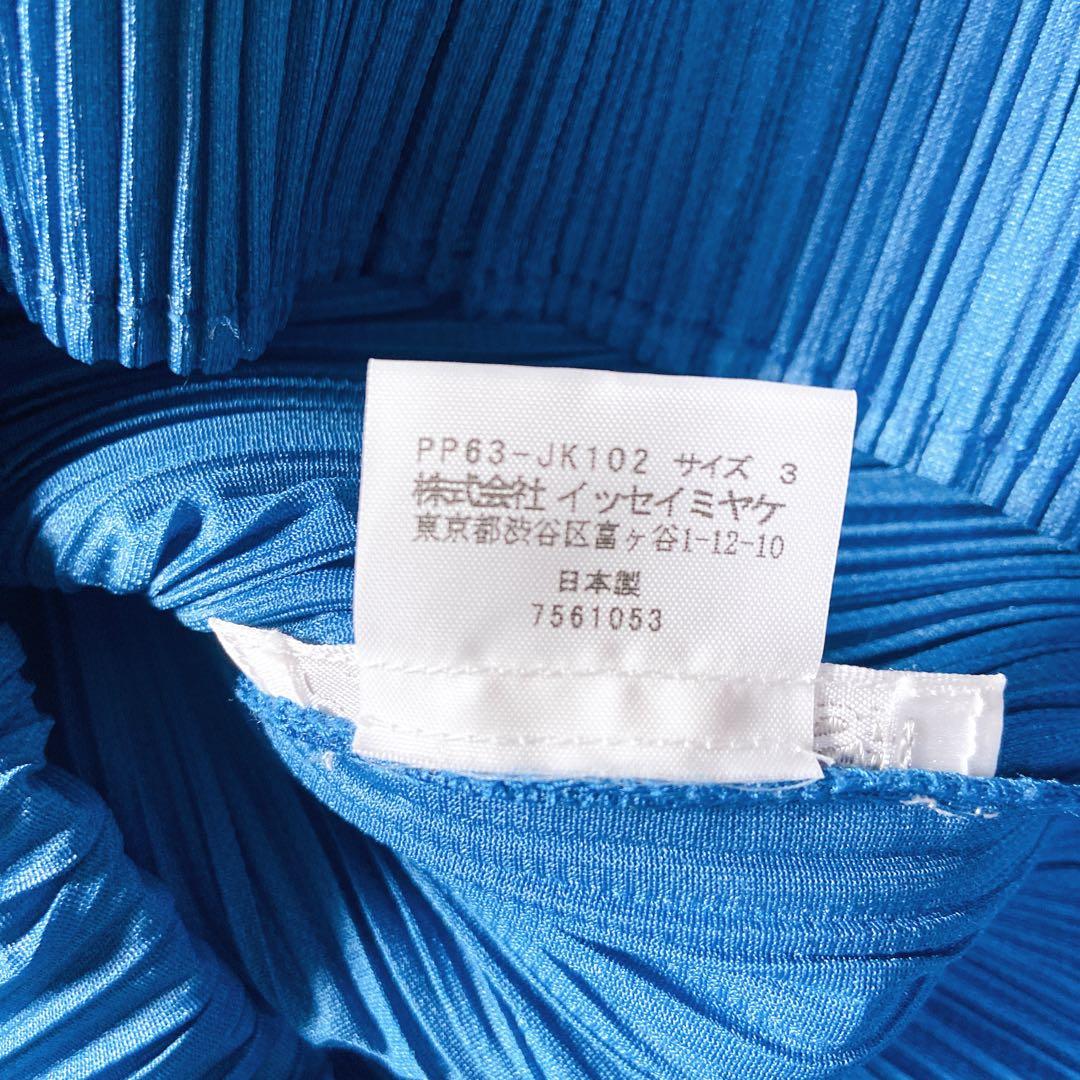 PP63-JK102 サイズ 3
株式会社 イッセイミヤケ
東京都渋谷区富ヶ谷1-12-10
日本製
7561053